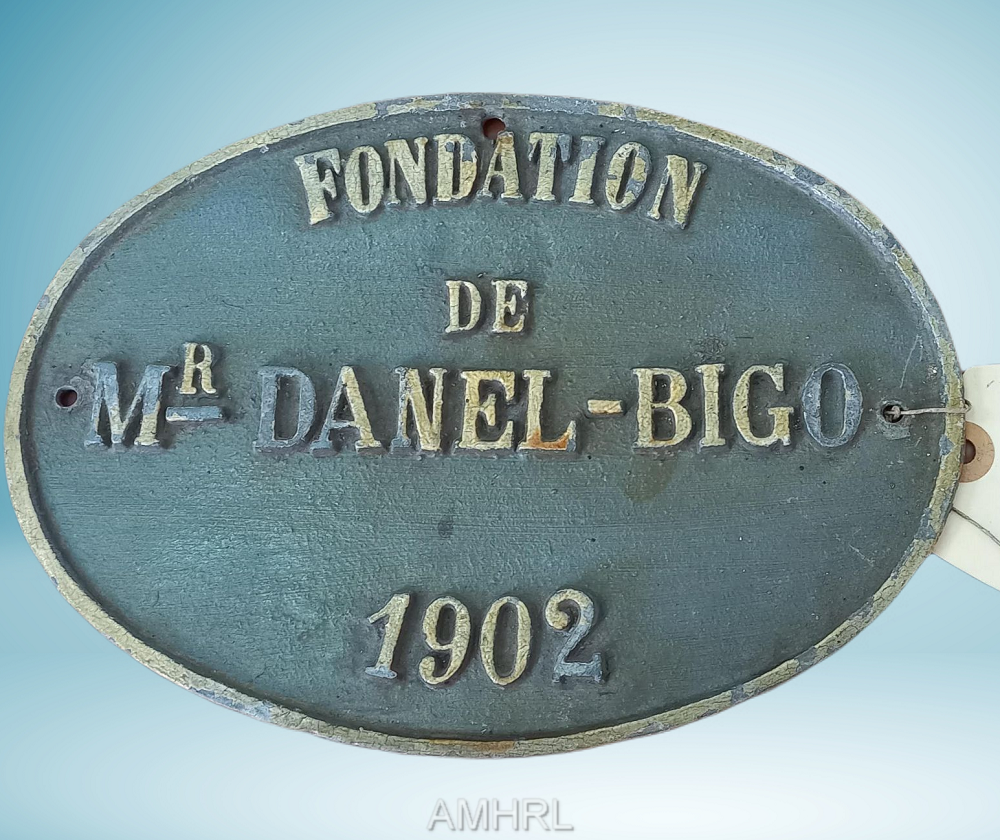 FONDATION
DE
MR DANEL-BIGO
1902
AMHRL